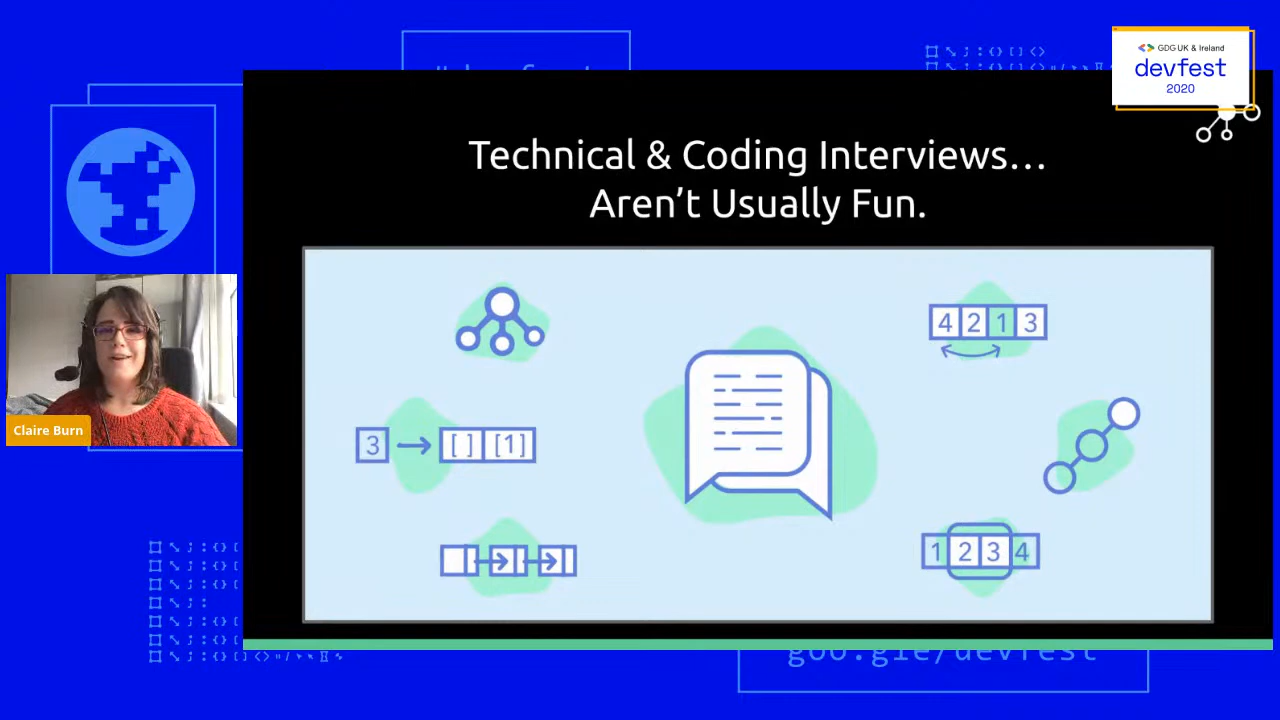 GDG UK & Ireland
devfest
2020
Technical & Coding Interviews…
Aren’t Usually Fun.
4 2 1 3
3 [ ] [1]
1 2 3 4
Claire Burn
goo.gle/devfest